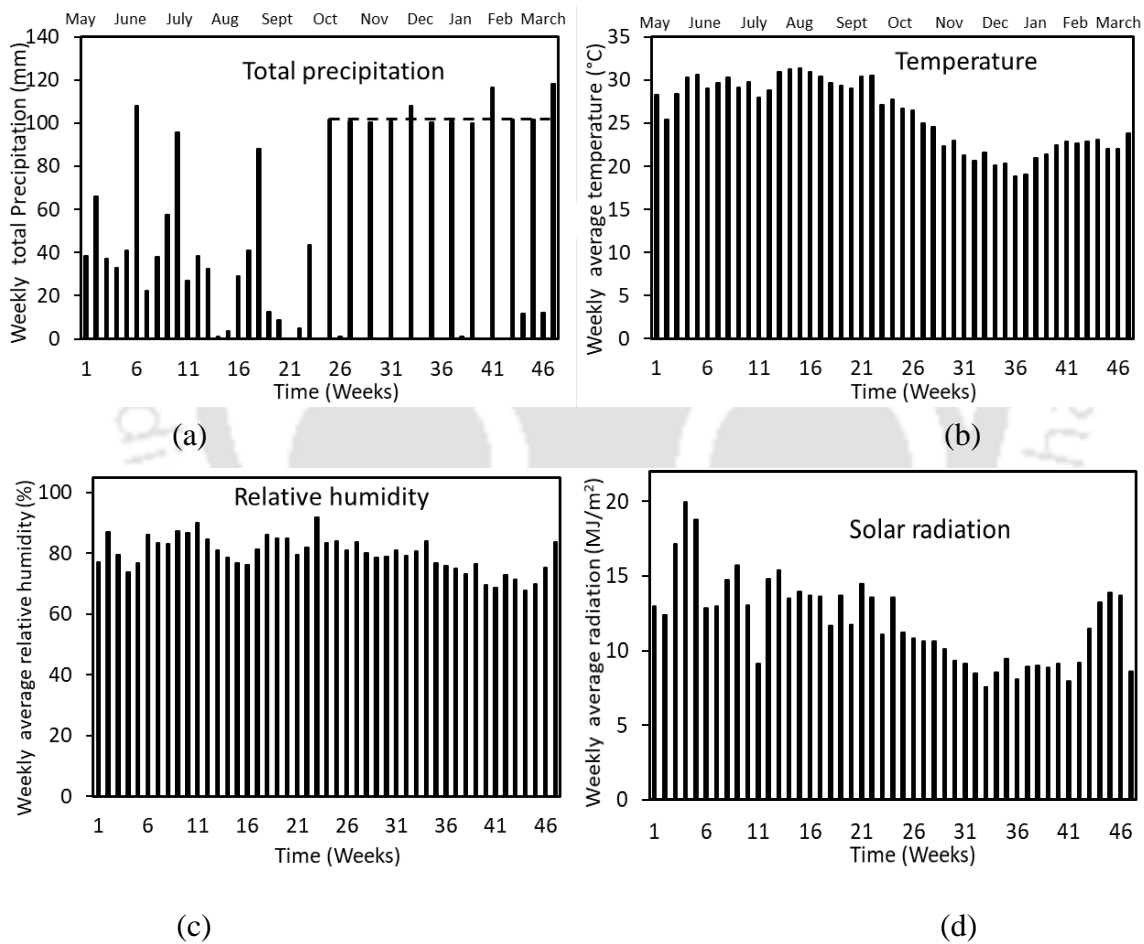 May June July Aug Sept Oct Nov Dec Jan Feb March
Total precipitation
Weekly total Precipitation (mm)
140
120
100
80
60
40
20
0
1 6 11 16 21 26 31 36 41 46
Time (Weeks)
(a)
May June July Aug Sept Oct Nov Dec Jan Feb March
Temperature
Weekly average temperature (°C)
35
30
25
20
15
10
5
0
1 6 11 16 21 26 31 36 41 46
Time (Weeks)
(b)
Relative humidity
Weekly average relative humidity (%)
100
80
60
40
20
0
1 6 11 16 21 26 31 36 41 46
Time (Weeks)
(c)
Solar radiation
Weekly average radiation (MJ/m²)
20
15
10
5
0
1 6 11 16 21 26 31 36 41 46
Time (Weeks)
(d)